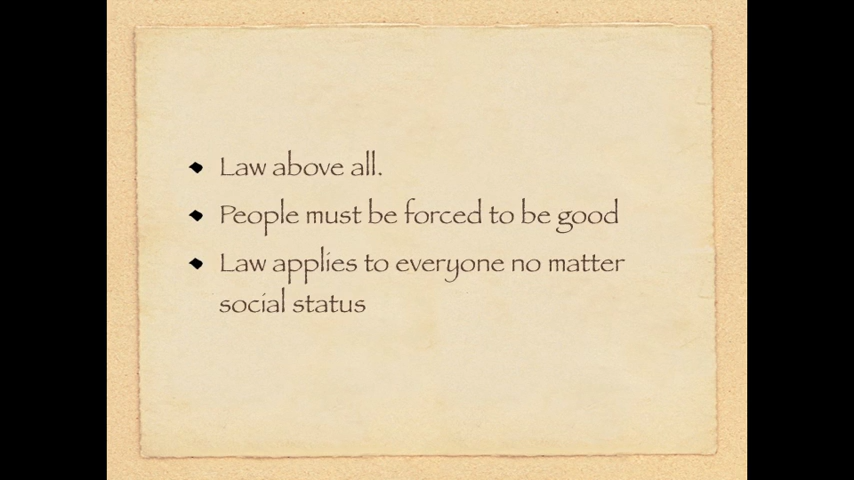 Law above all.
People must be forced to be good
Law applies to everyone no matter
social status